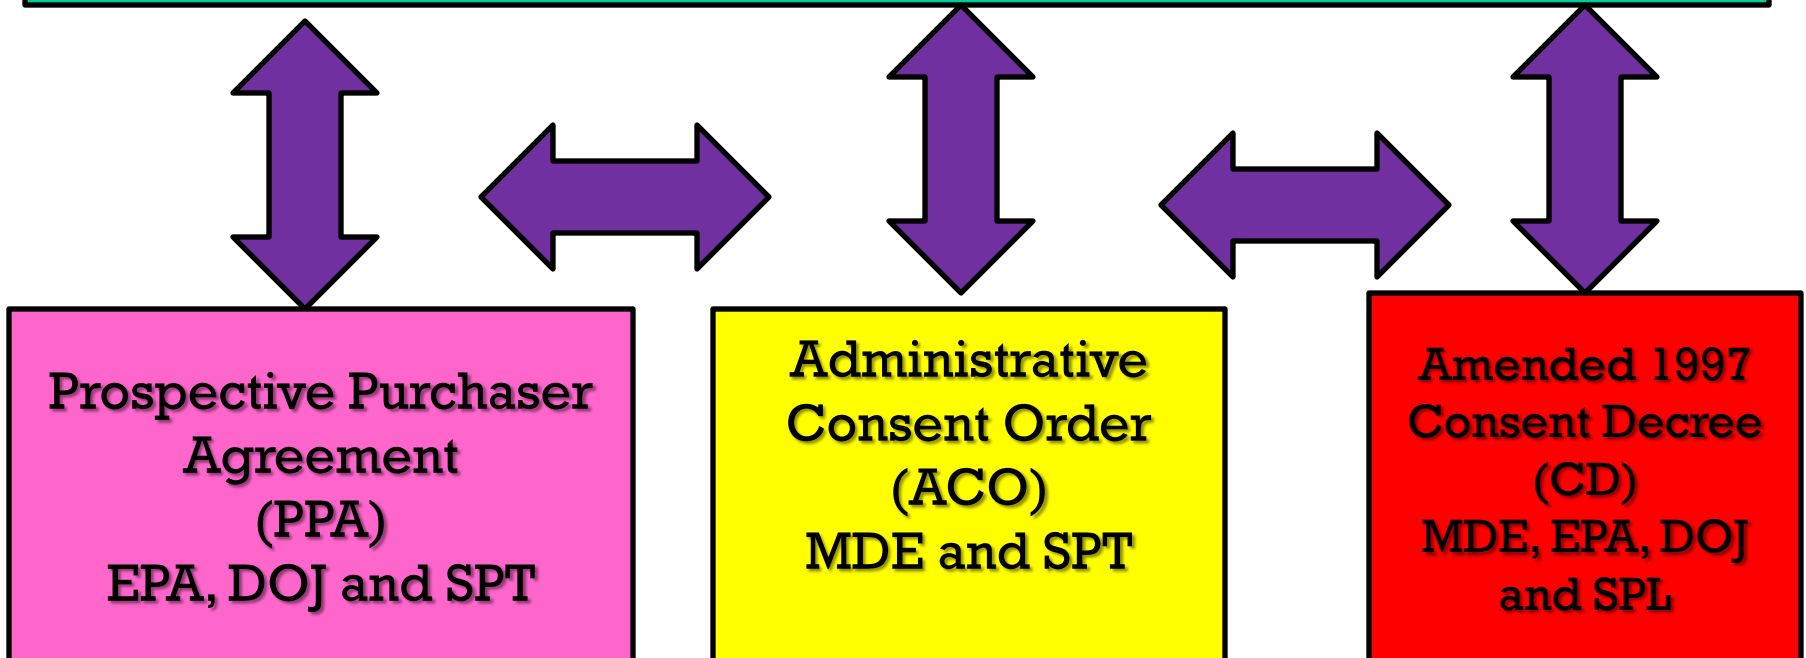 Prospective Purchaser
Agreement
(PPA)
EPA, DOJ and SPT
Administrative
Consent Order
(ACO)
MDE and SPT
Amended 1997
Consent Decree
(CD)
MDE, EPA, DOJ
and SPL